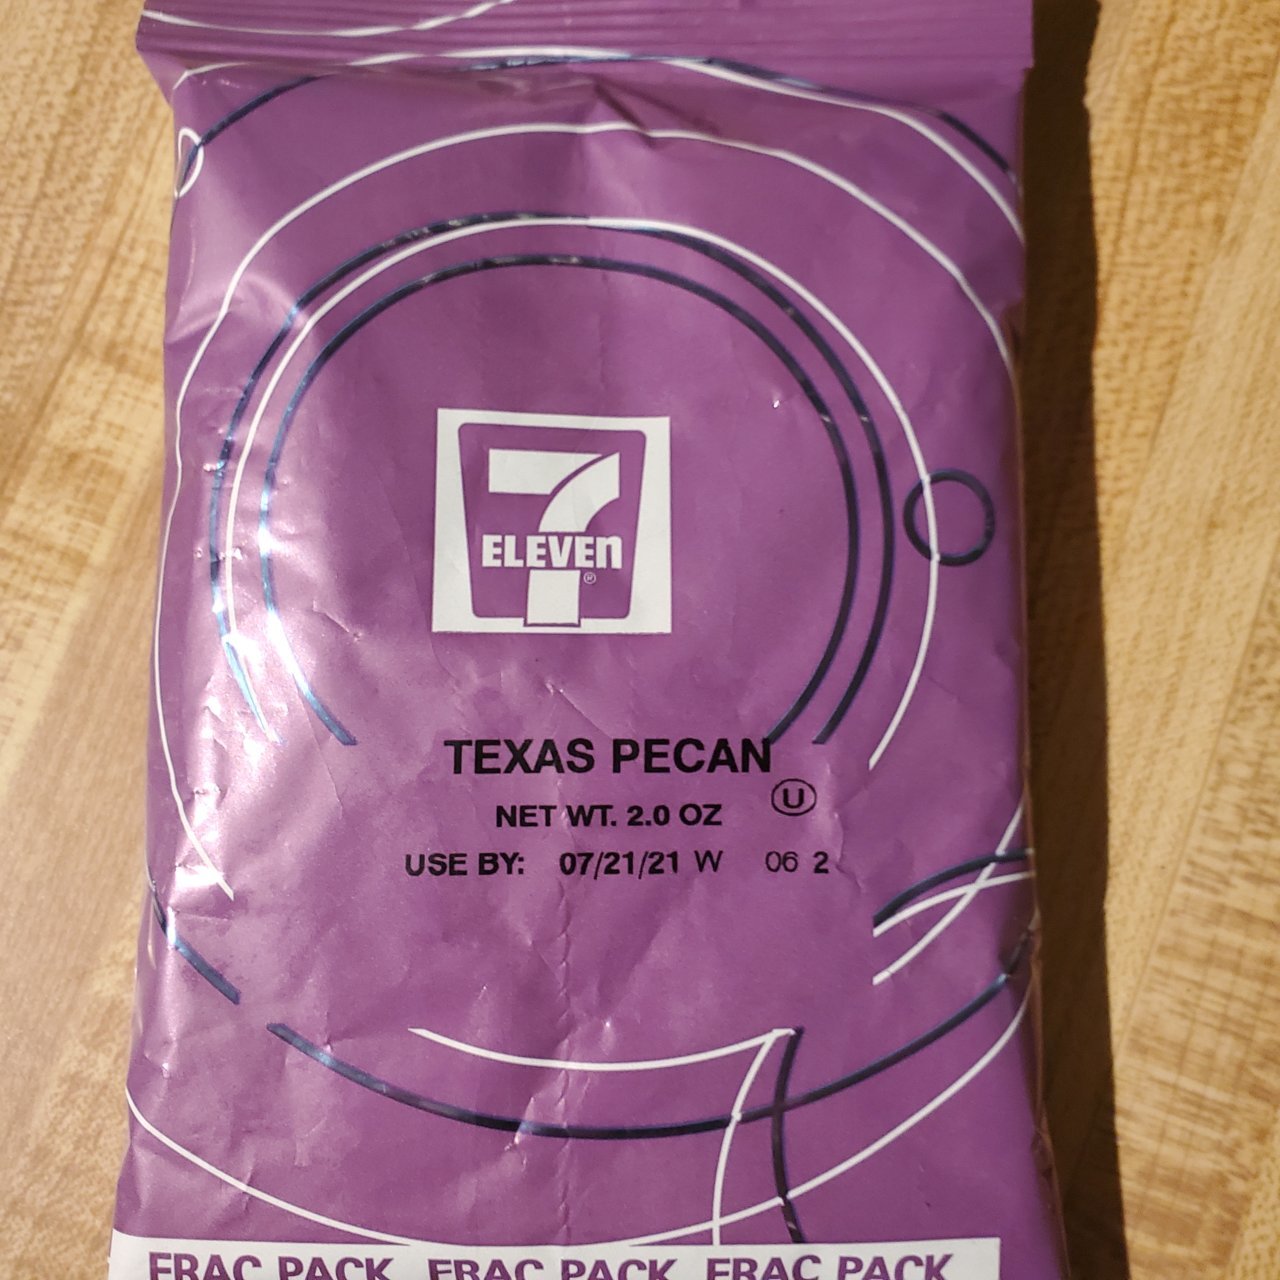 7
ELEVEn
®
TEXAS PECAN
U
NET WT. 2.0 OZ
USE BY: 07/21/21 W 06 2
FRAC PACK FRAC PACK FRAC PACK